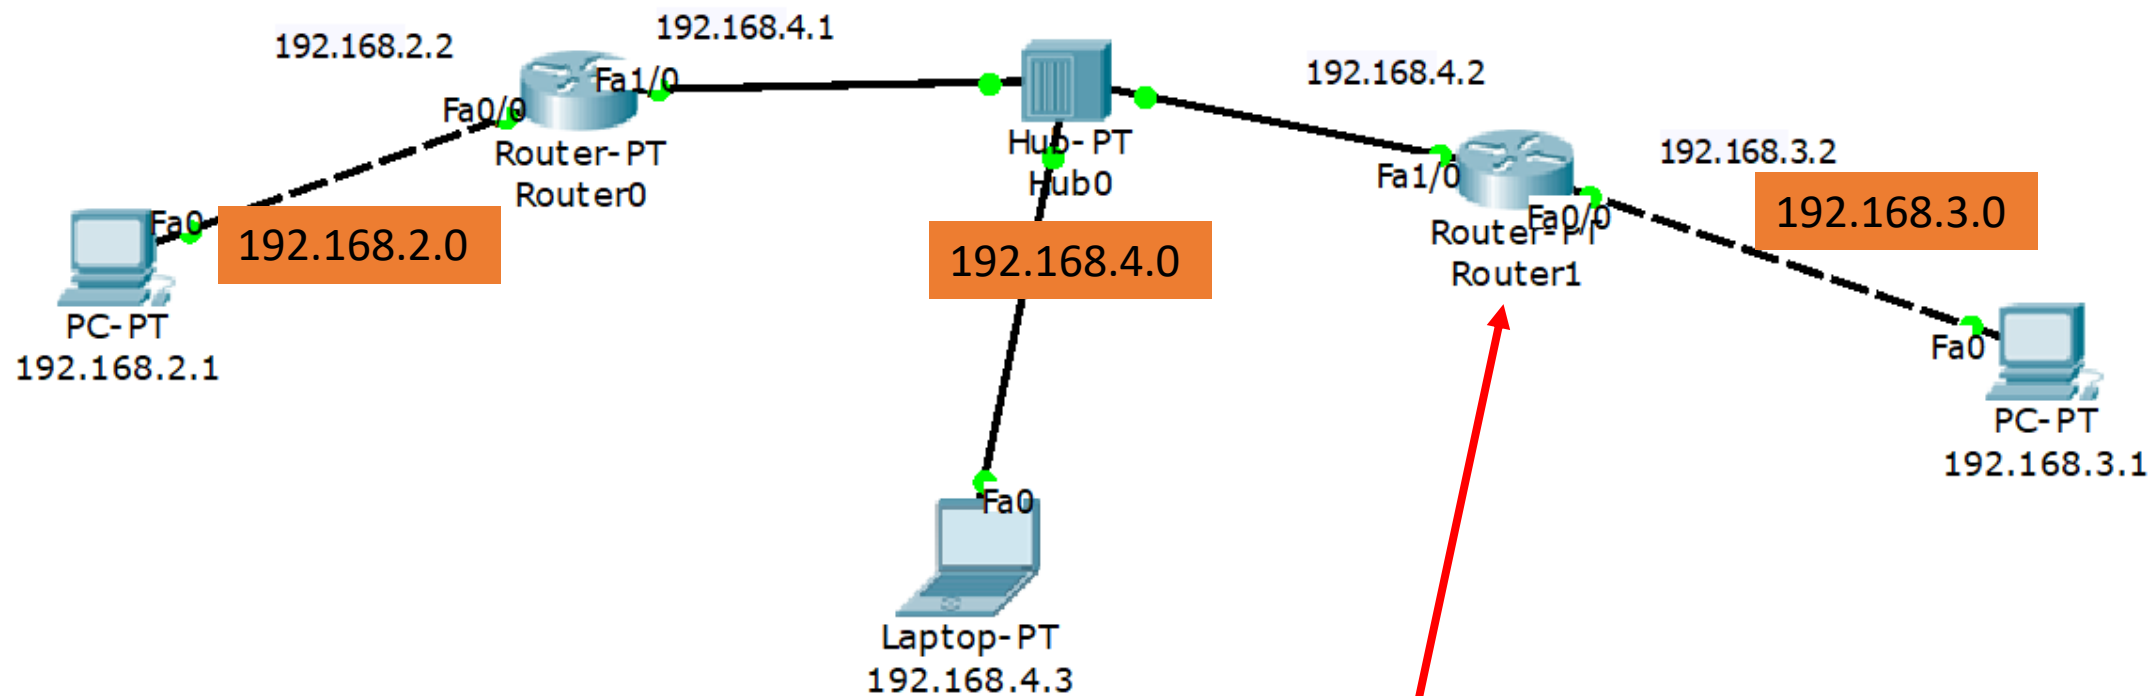 192.168.2.2
192.168.4.1
Fa0/0
Fa1/0
Router-PT
Router0
Hub-PT
Hub0
192.168.4.2
Fa1/0
192.168.3.2
Fa0/0
Router-PT
Router1
Fa0
192.168.2.0
192.168.4.0
192.168.3.0
PC-PT
192.168.2.1
Fa0
PC-PT
192.168.3.1
Fa0
Laptop-PT
192.168.4.3